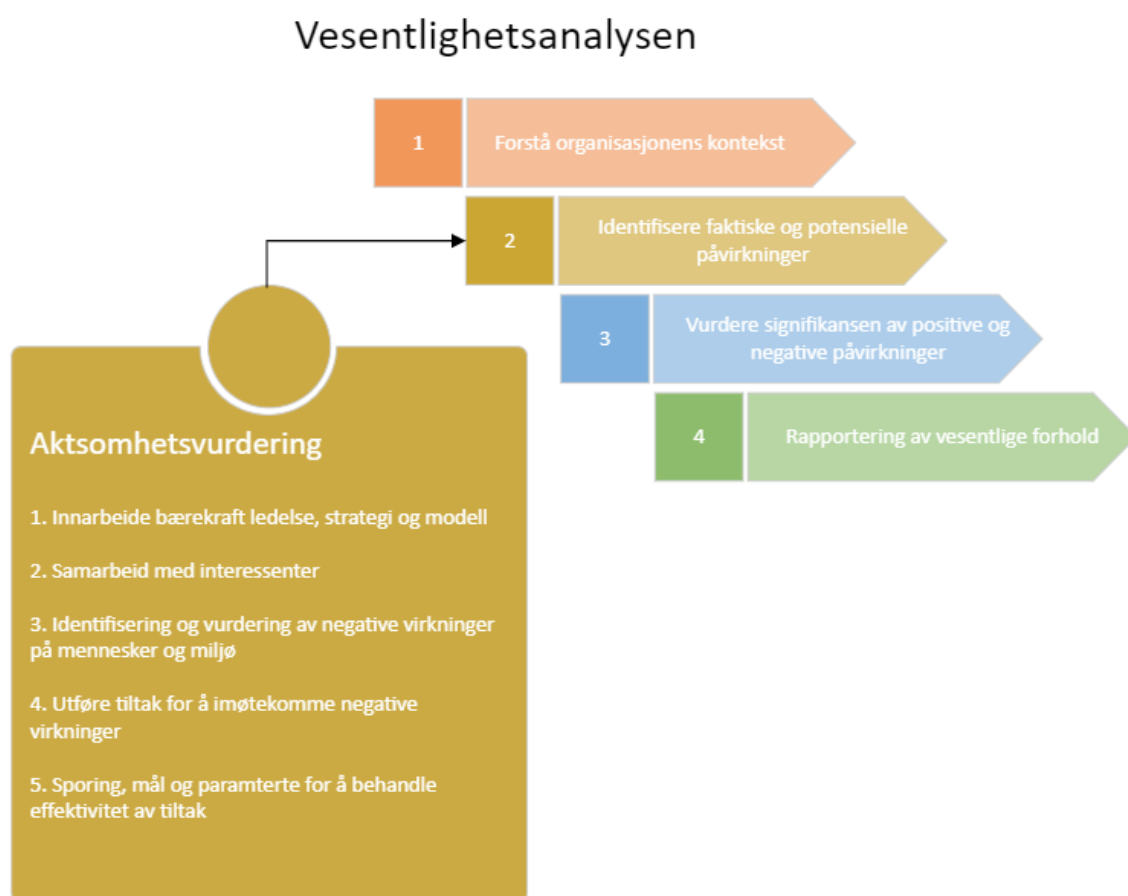 Vesentlighetsanalysen
1
Forstå organisasjonens kontekst
2
Identifisere faktiske og potensielle
påvirkninger
3
Vurdere signifikansen av positive og
negative påvirkninger
4
Rapportering av vesentlige forhold
Aktsomhetsvurdering
1. Innarbeide bærekraft ledelse, strategi og modell
2. Samarbeid med interessenter
3. Identifisering og vurdering av negative virkninger
på mennesker og miljø
4. Utføre tiltak for å imøtekomme negative
virkninger
5. Sporing, mål og paramterte for å behandle
effektivitet av tiltak